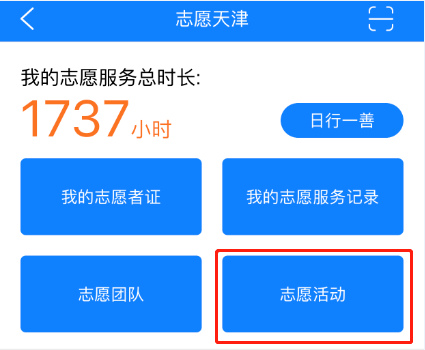 志愿天津
我的志愿服务总时长:
1737小时
日行一善
我的志愿者证
我的志愿服务记录
志愿团队
志愿活动